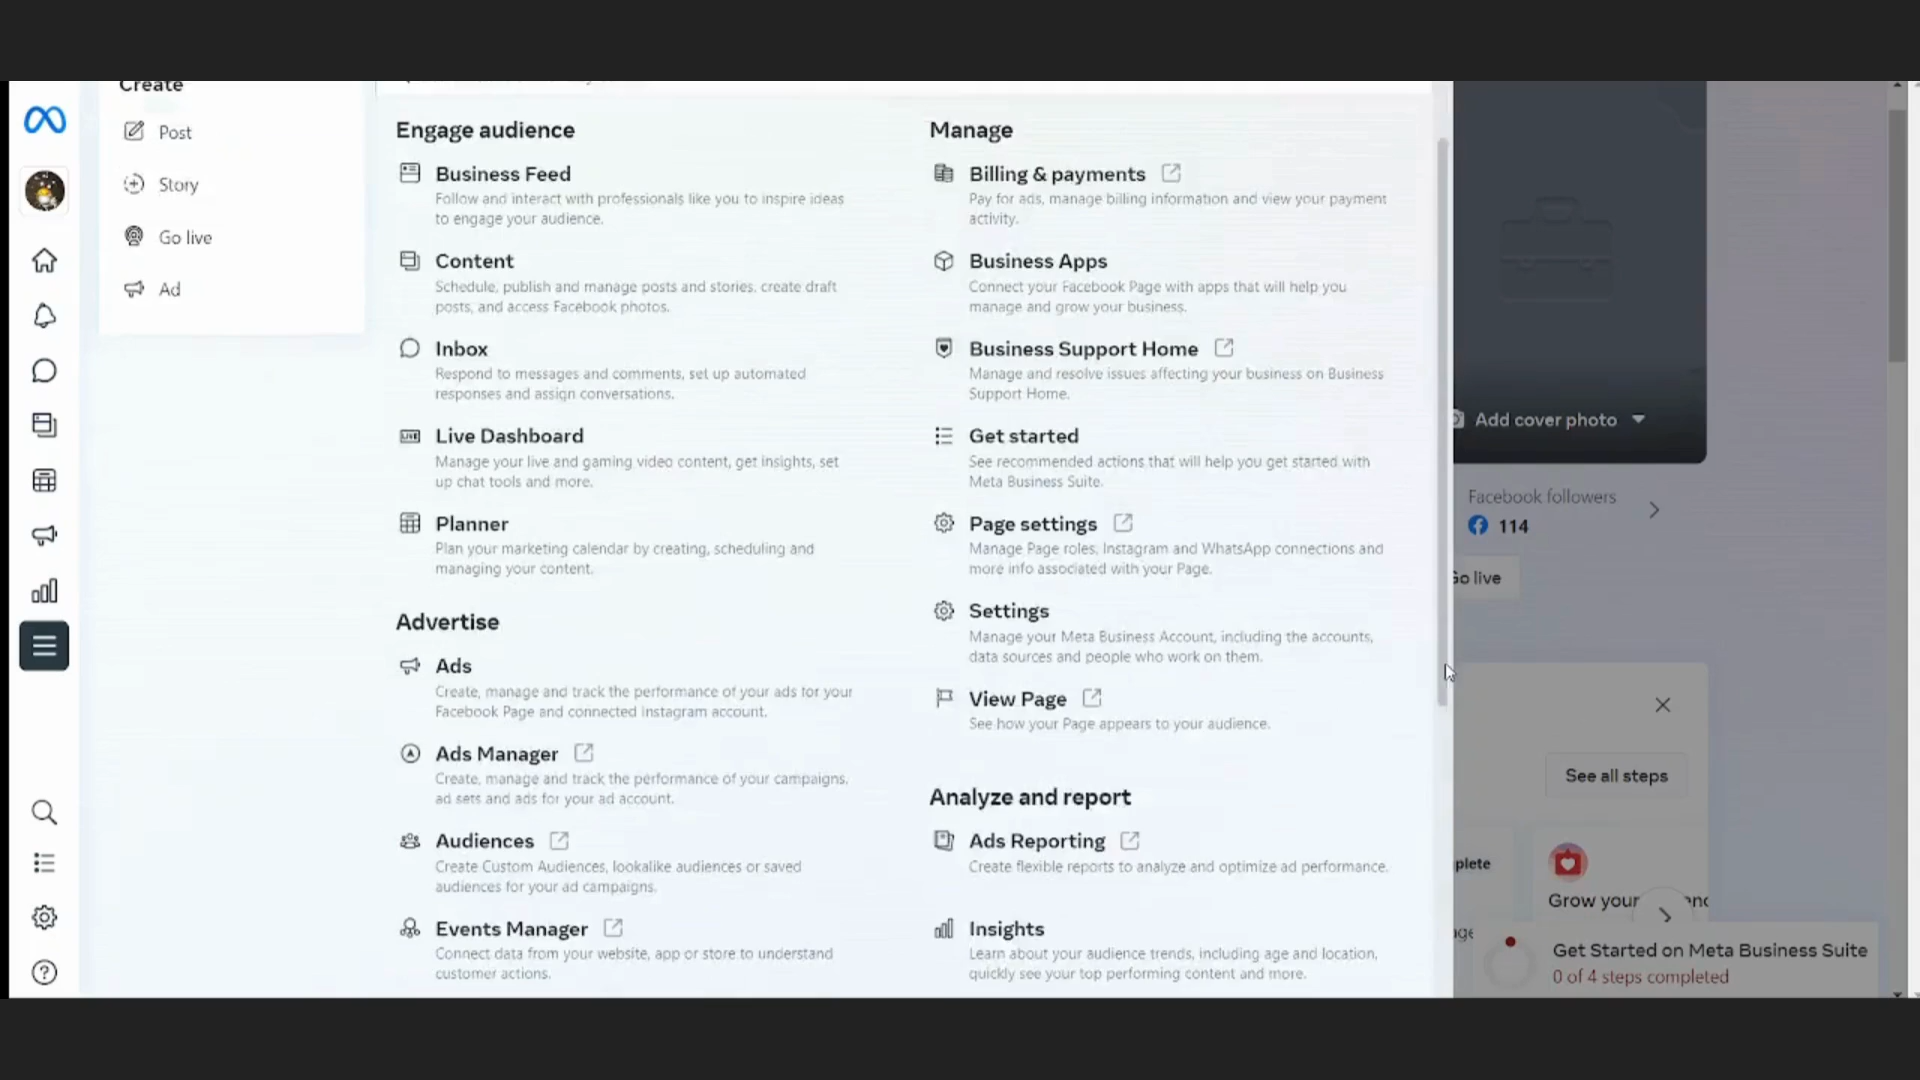 Create
Post
Story
Go live
Ad
Engage audience
Business Feed
Follow and interact with professionals like you to inspire ideas
to engage your audience.
Content
Schedule, publish and manage posts and stories, create draft
posts, and access Facebook photos.
Inbox
Respond to messages and comments, set up automated
responses and assign conversations.
LIVE
Live Dashboard
Manage your live and gaming video content, get insights, set
up chat tools and more.
Planner
Plan your marketing calendar by creating, scheduling and
managing your content.
Advertise
Ads
Create, manage and track the performance of your ads for your
Facebook Page and connected Instagram account.
Ads Manager
Create, manage and track the performance of your campaigns,
ad sets and ads for your ad account.
Audiences
Create Custom Audiences, lookalike audiences or saved
audiences for your ad campaigns.
Events Manager
Connect data from your website, app or store to understand
customer actions.
Manage
Billing & payments
Pay for ads, manage billing information and view your payment
activity.
Business Apps
Connect your Facebook Page with apps that will help you
manage and grow your business.
Business Support Home
Manage and resolve issues affecting your business on Business
Support Home.
Get started
See recommended actions that will help you get started with
Meta Business Suite.
Page settings
Manage Page roles, Instagram and WhatsApp connections and
more info associated with your Page.
Settings
Manage your Meta Business Account, including the accounts,
data sources and people who work on them.
View Page
See how your Page appears to your audience.
Analyze and report
Ads Reporting
Create flexible reports to analyze and optimize ad performance.
Insights
Learn about your audience trends, including age and location,
quickly see your top performing content and more.
Add cover photo
Facebook followers
114
Go live
See all steps
plete
Grow your
Get Started on Meta Business Suite
0 of 4 steps completed